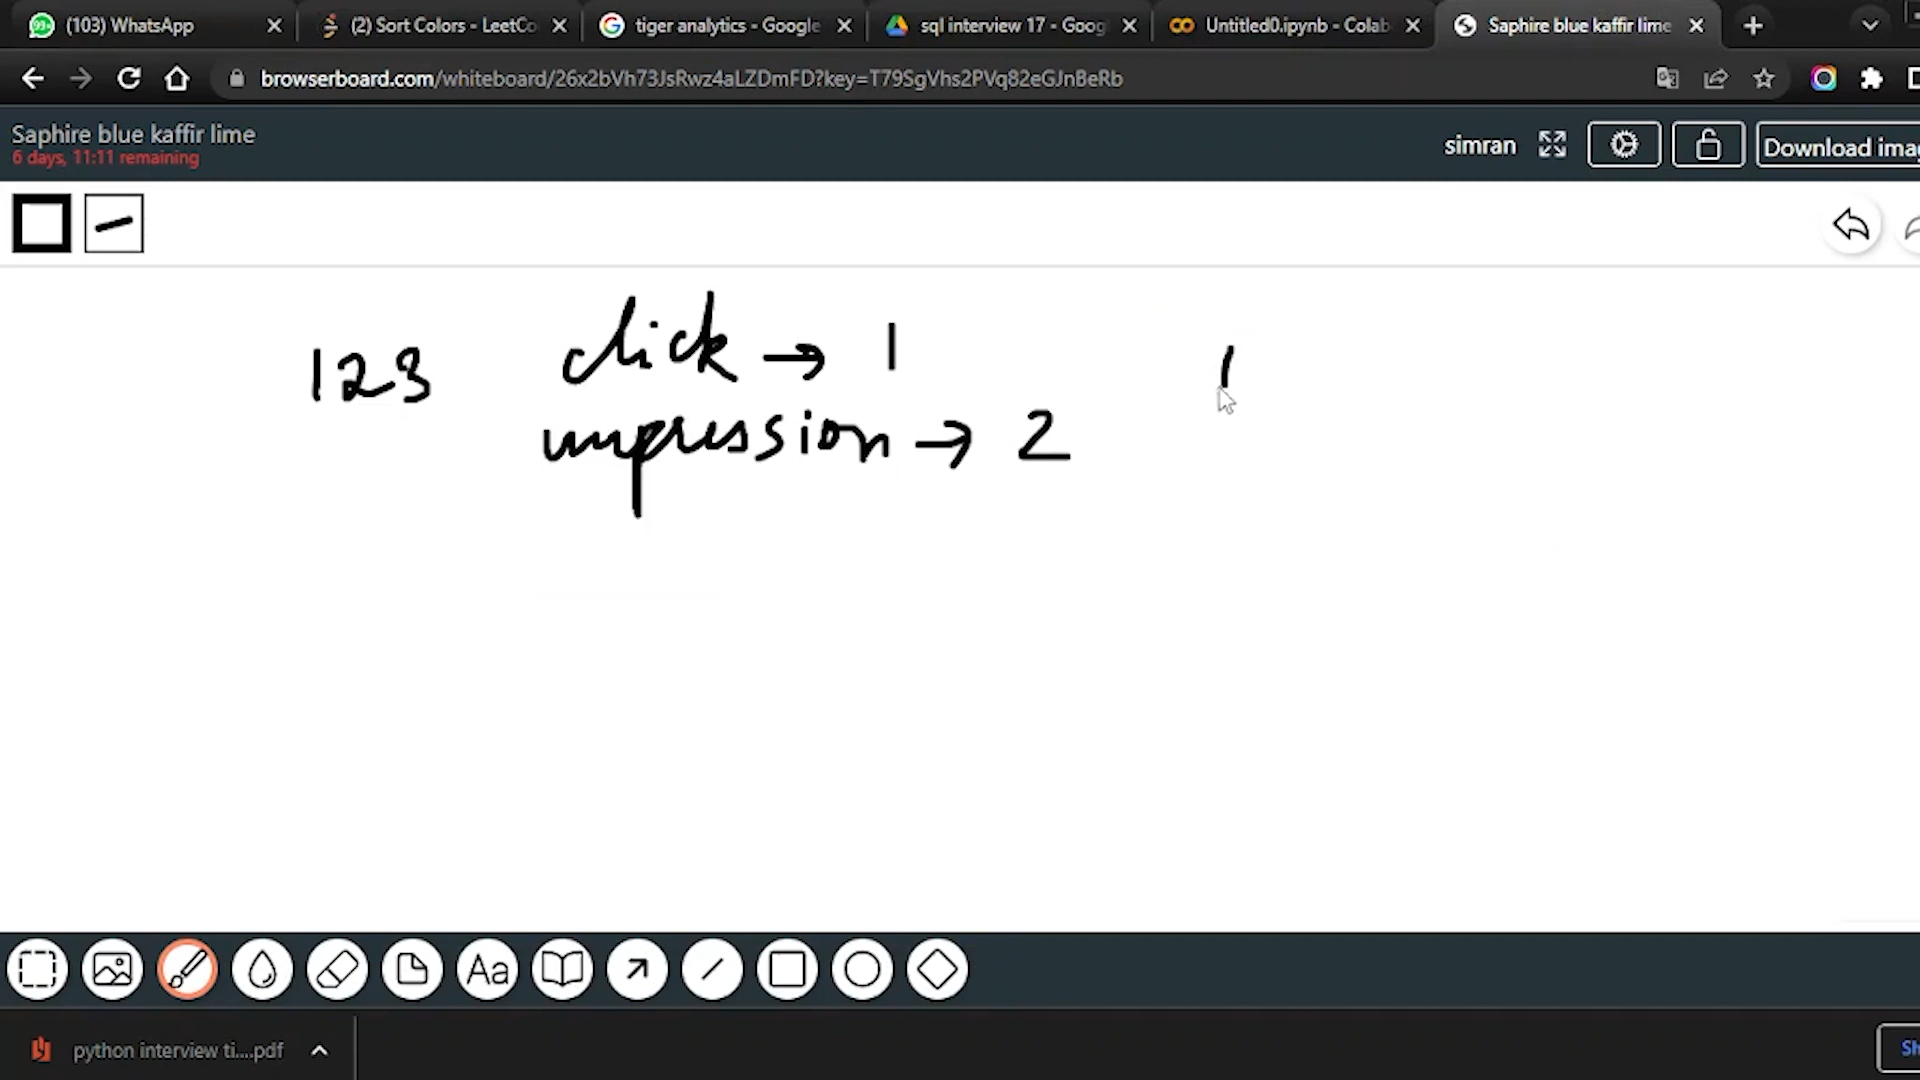 (103) WhatsApp
(2) Sort Colors - LeetCo
tiger analytics - Google
sql interview 17 - Goog
Untitled0.ipynb - Colab
Saphire blue kaffir lime
browserboard.com/whiteboard/26x2bVh73JsRwz4aLZDmFD?key=T79SgVhs2PVq82eGJnBeRb
Saphire blue kaffir lime
6 days, 11:11 remaining
simran
Download imag
123 click → 1 1
impression → 2
Aa
python interview ti....pdf
Sh